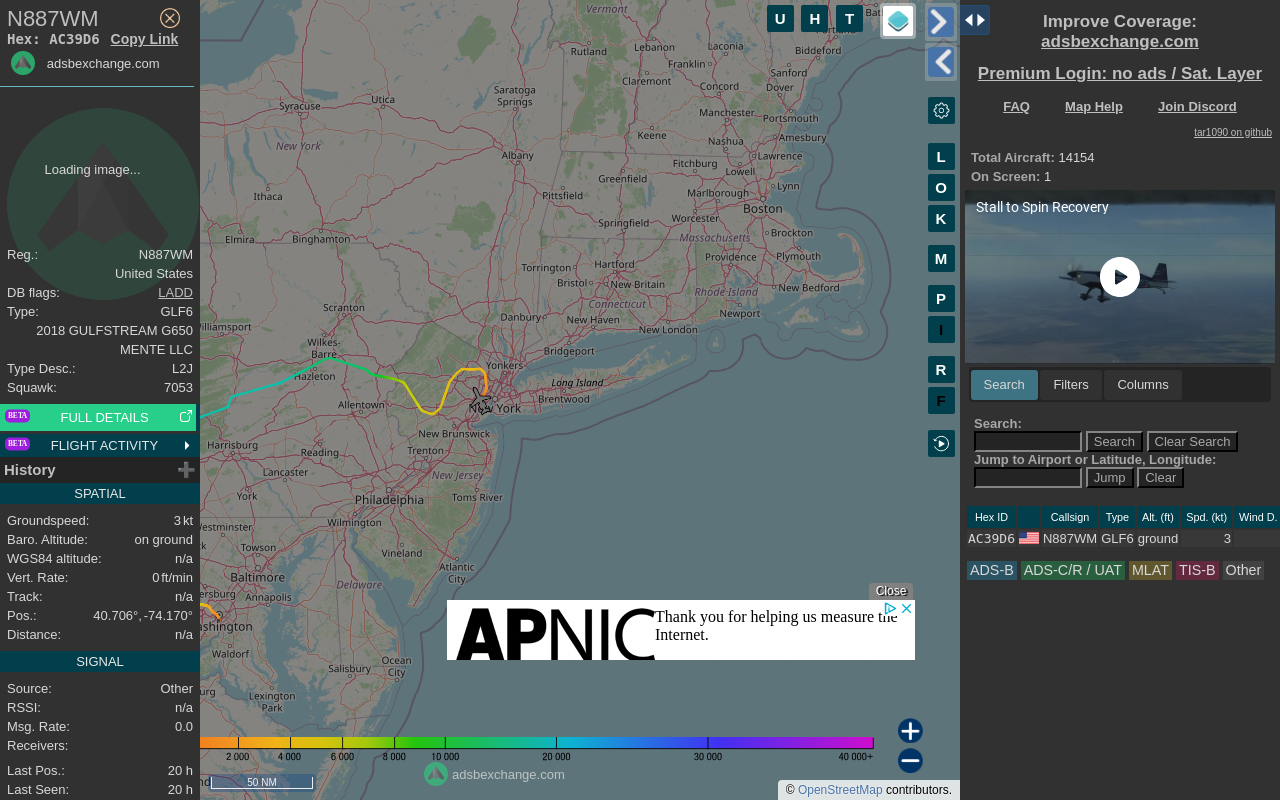 N887WM
Hex: AC39D6 Copy Link
adsbexchange.com
Loading image...
Reg.: N887WM
United States
DB flags: LADD
Type: GLF6
2018 GULFSTREAM G650
MENTE LLC
Type Desc.: L2J
Squawk: 7053
BETA FULL DETAILS
BETA FLIGHT ACTIVITY
History
SPATIAL
Groundspeed: 3 kt
Baro. Altitude: on ground
WGS84 altitude: n/a
Vert. Rate: 0 ft/min
Track: n/a
Pos.: 40.706°, -74.170°
Distance: n/a
SIGNAL
Source: Other
RSSI: n/a
Msg. Rate: 0.0
Receivers:
Last Pos.: 20 h
Last Seen: 20 h
U H T
L
O
K
M
P
I
R
F
Vermont
Rutland
Lebanon
Laconia
Biddeford
Franklin
Claremont
Sanford
Dover
Concord
Saratoga
Springs
Utica
Syracuse
Manchester
Portsmouth
Keene
Nashua
Amesbury
New York
Albany
Fitchburg
Lawrence
Lowell
Greenfield
Ithaca
Pittsfield
Marlborough
Lynn
Boston
Worcester
Springfield
Elmira
Binghamton
Massachusetts
Brockton
Torrington
Hartford
Providence
Plymouth
Bristol
New Britain
Rhode Island
New Bedford
Connecticut
Newport
Scranton
Danbury
New Haven
New London
Wilkes-
Barre
Bridgeport
Yonkers
Hazleton
Long Island
Allentown
New York
Brentwood
New Brunswick
Harrisburg
Reading
Trenton
Lancaster
New Jersey
York
Philadelphia
Toms River
Wilmington
Towson
Vineland
Baltimore
Atlantic
City
Delaware
Waldorf
Salisbury
Ocean
City
Lexington
Park
Close
APNIC
Thank you for helping us measure the
Internet.
2 000 4 000 6 000 8 000 10 000 20 000 30 000 40 000+
50 NM
adsbexchange.com
© OpenStreetMap contributors.
Improve Coverage:
adsbexchange.com
Premium Login: no ads / Sat. Layer
FAQ Map Help Join Discord
tar1090 on github
Total Aircraft: 14154
On Screen: 1
Stall to Spin Recovery
Search Filters Columns
Search:
Search Clear Search
Jump to Airport or Latitude, Longitude:
Jump Clear
Hex ID Callsign Type Alt. (ft) Spd. (kt) Wind D.
AC39D6 N887WM GLF6 ground 3
ADS-B ADS-C/R / UAT MLAT TIS-B Other